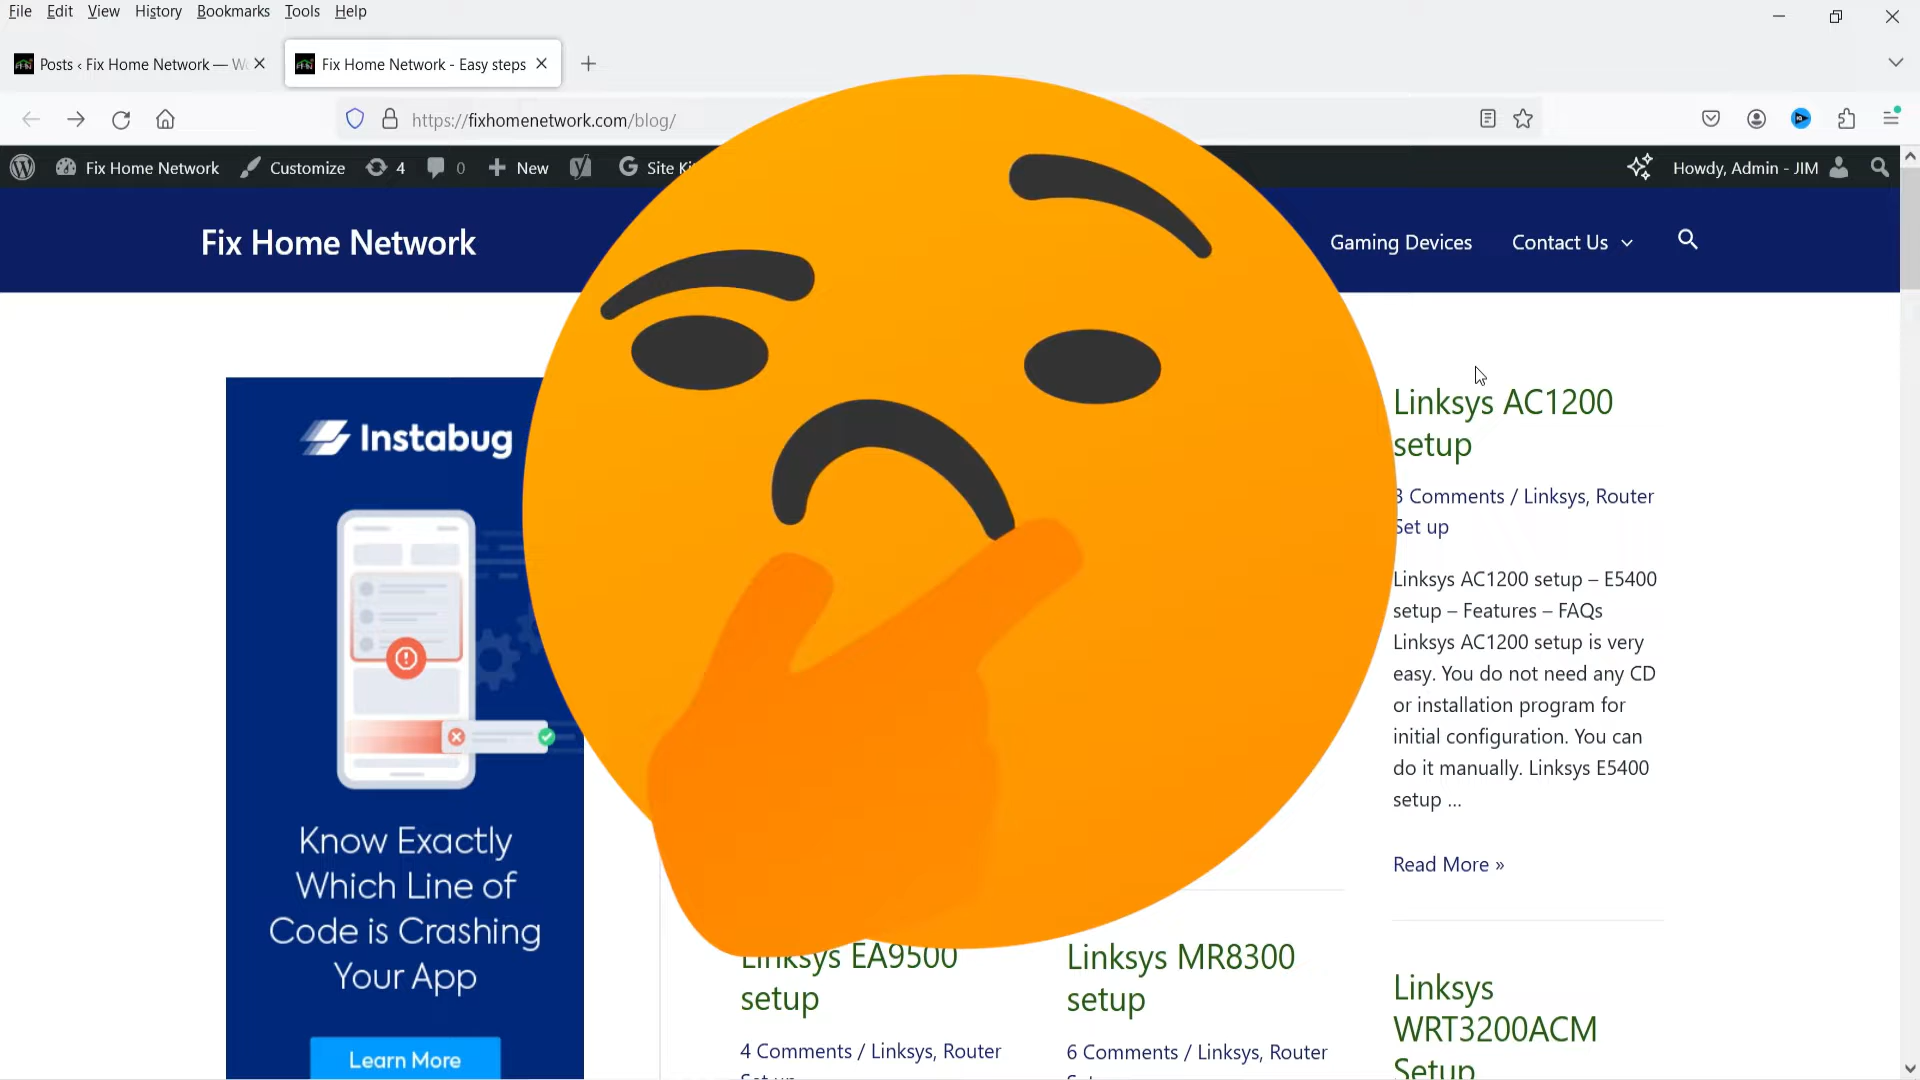 File Edit View History Bookmarks Tools Help
Posts ‹ Fix Home Network — W
Fix Home Network - Easy steps
https://fixhomenetwork.com/blog/
Fix Home Network Customize 4 0 New Site Ki
Howdy, Admin - JIM
Fix Home Network
Gaming Devices Contact Us
Instabug
Know Exactly
Which Line of
Code is Crashing
Your App
Learn More
Linksys AC1200
setup
3 Comments / Linksys, Router
Set up
Linksys AC1200 setup – E5400
setup – Features – FAQs
Linksys AC1200 setup is very
easy. You do not need any CD
or installation program for
initial configuration. You can
do it manually. Linksys E5400
setup ...
Read More »
Linksys EA9500
setup
4 Comments / Linksys, Router
Linksys MR8300
setup
6 Comments / Linksys, Router
Linksys
WRT3200ACM
Setup